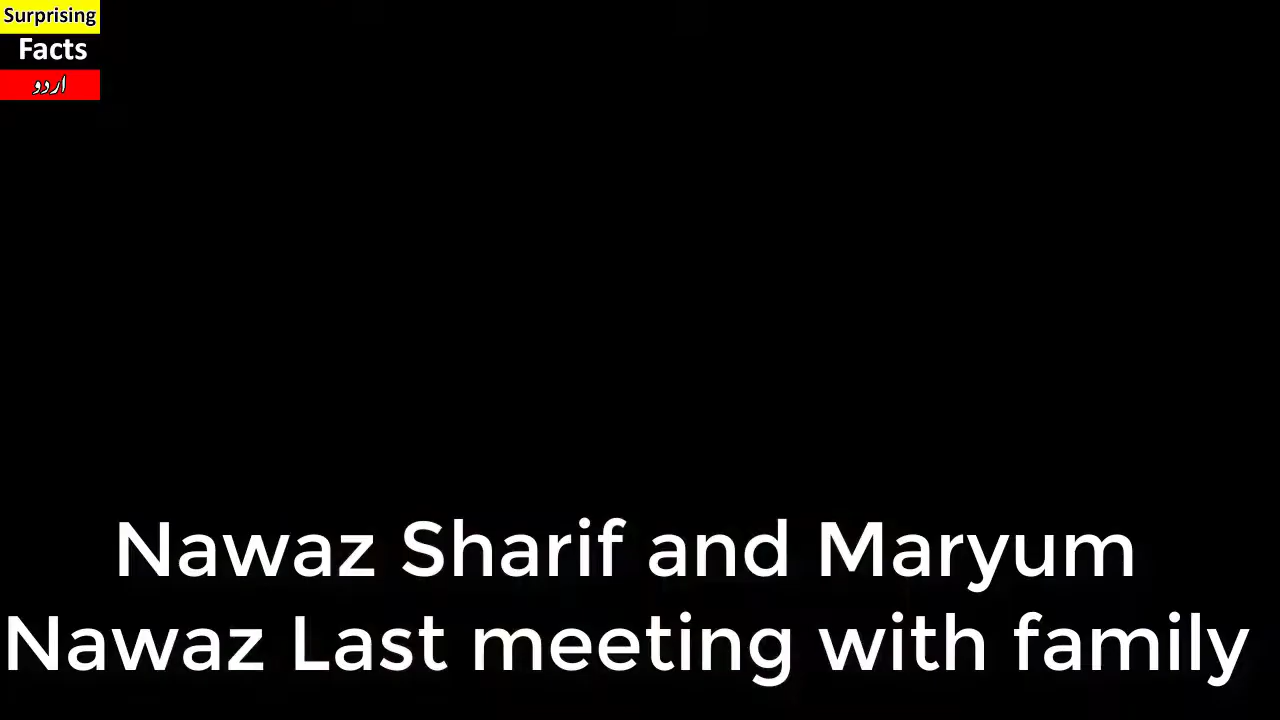 Surprising
Facts
اردو
Nawaz Sharif and Maryum
Nawaz Last meeting with family